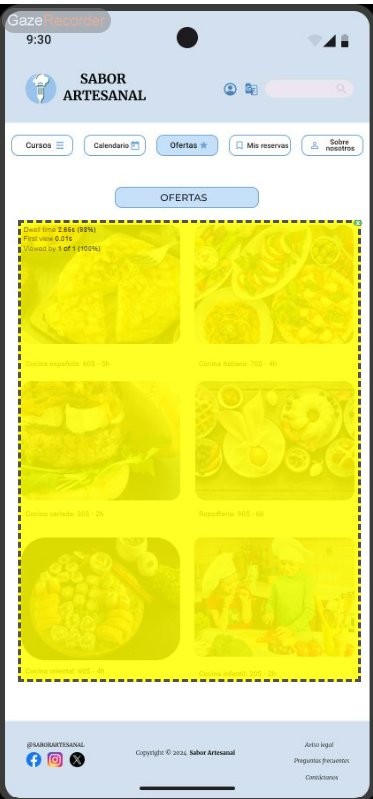 GazeRecorder
9:30
SABOR
ARTESANAL
Cursos
Calendario
Ofertas
Mis reservas
Sobre
nosotros
OFERTAS
Dwell time 2.66s (98%)
First view 0.01s
Viewed by 1 of 1 (100%)
Cocina española: 60$ - 5h
Cocina italiana: 70$ - 4h
Cocina variada: 30$ - 2h
Repostería: 90$ - 6h
Cocina oriental: 60$ - 4h
Cocina infantil: 20$ - 2h
@SABORARTESANAL
Copyright © 2024 Sabor Artesanal
Aviso legal
Preguntas frecuentes
Contáctanos